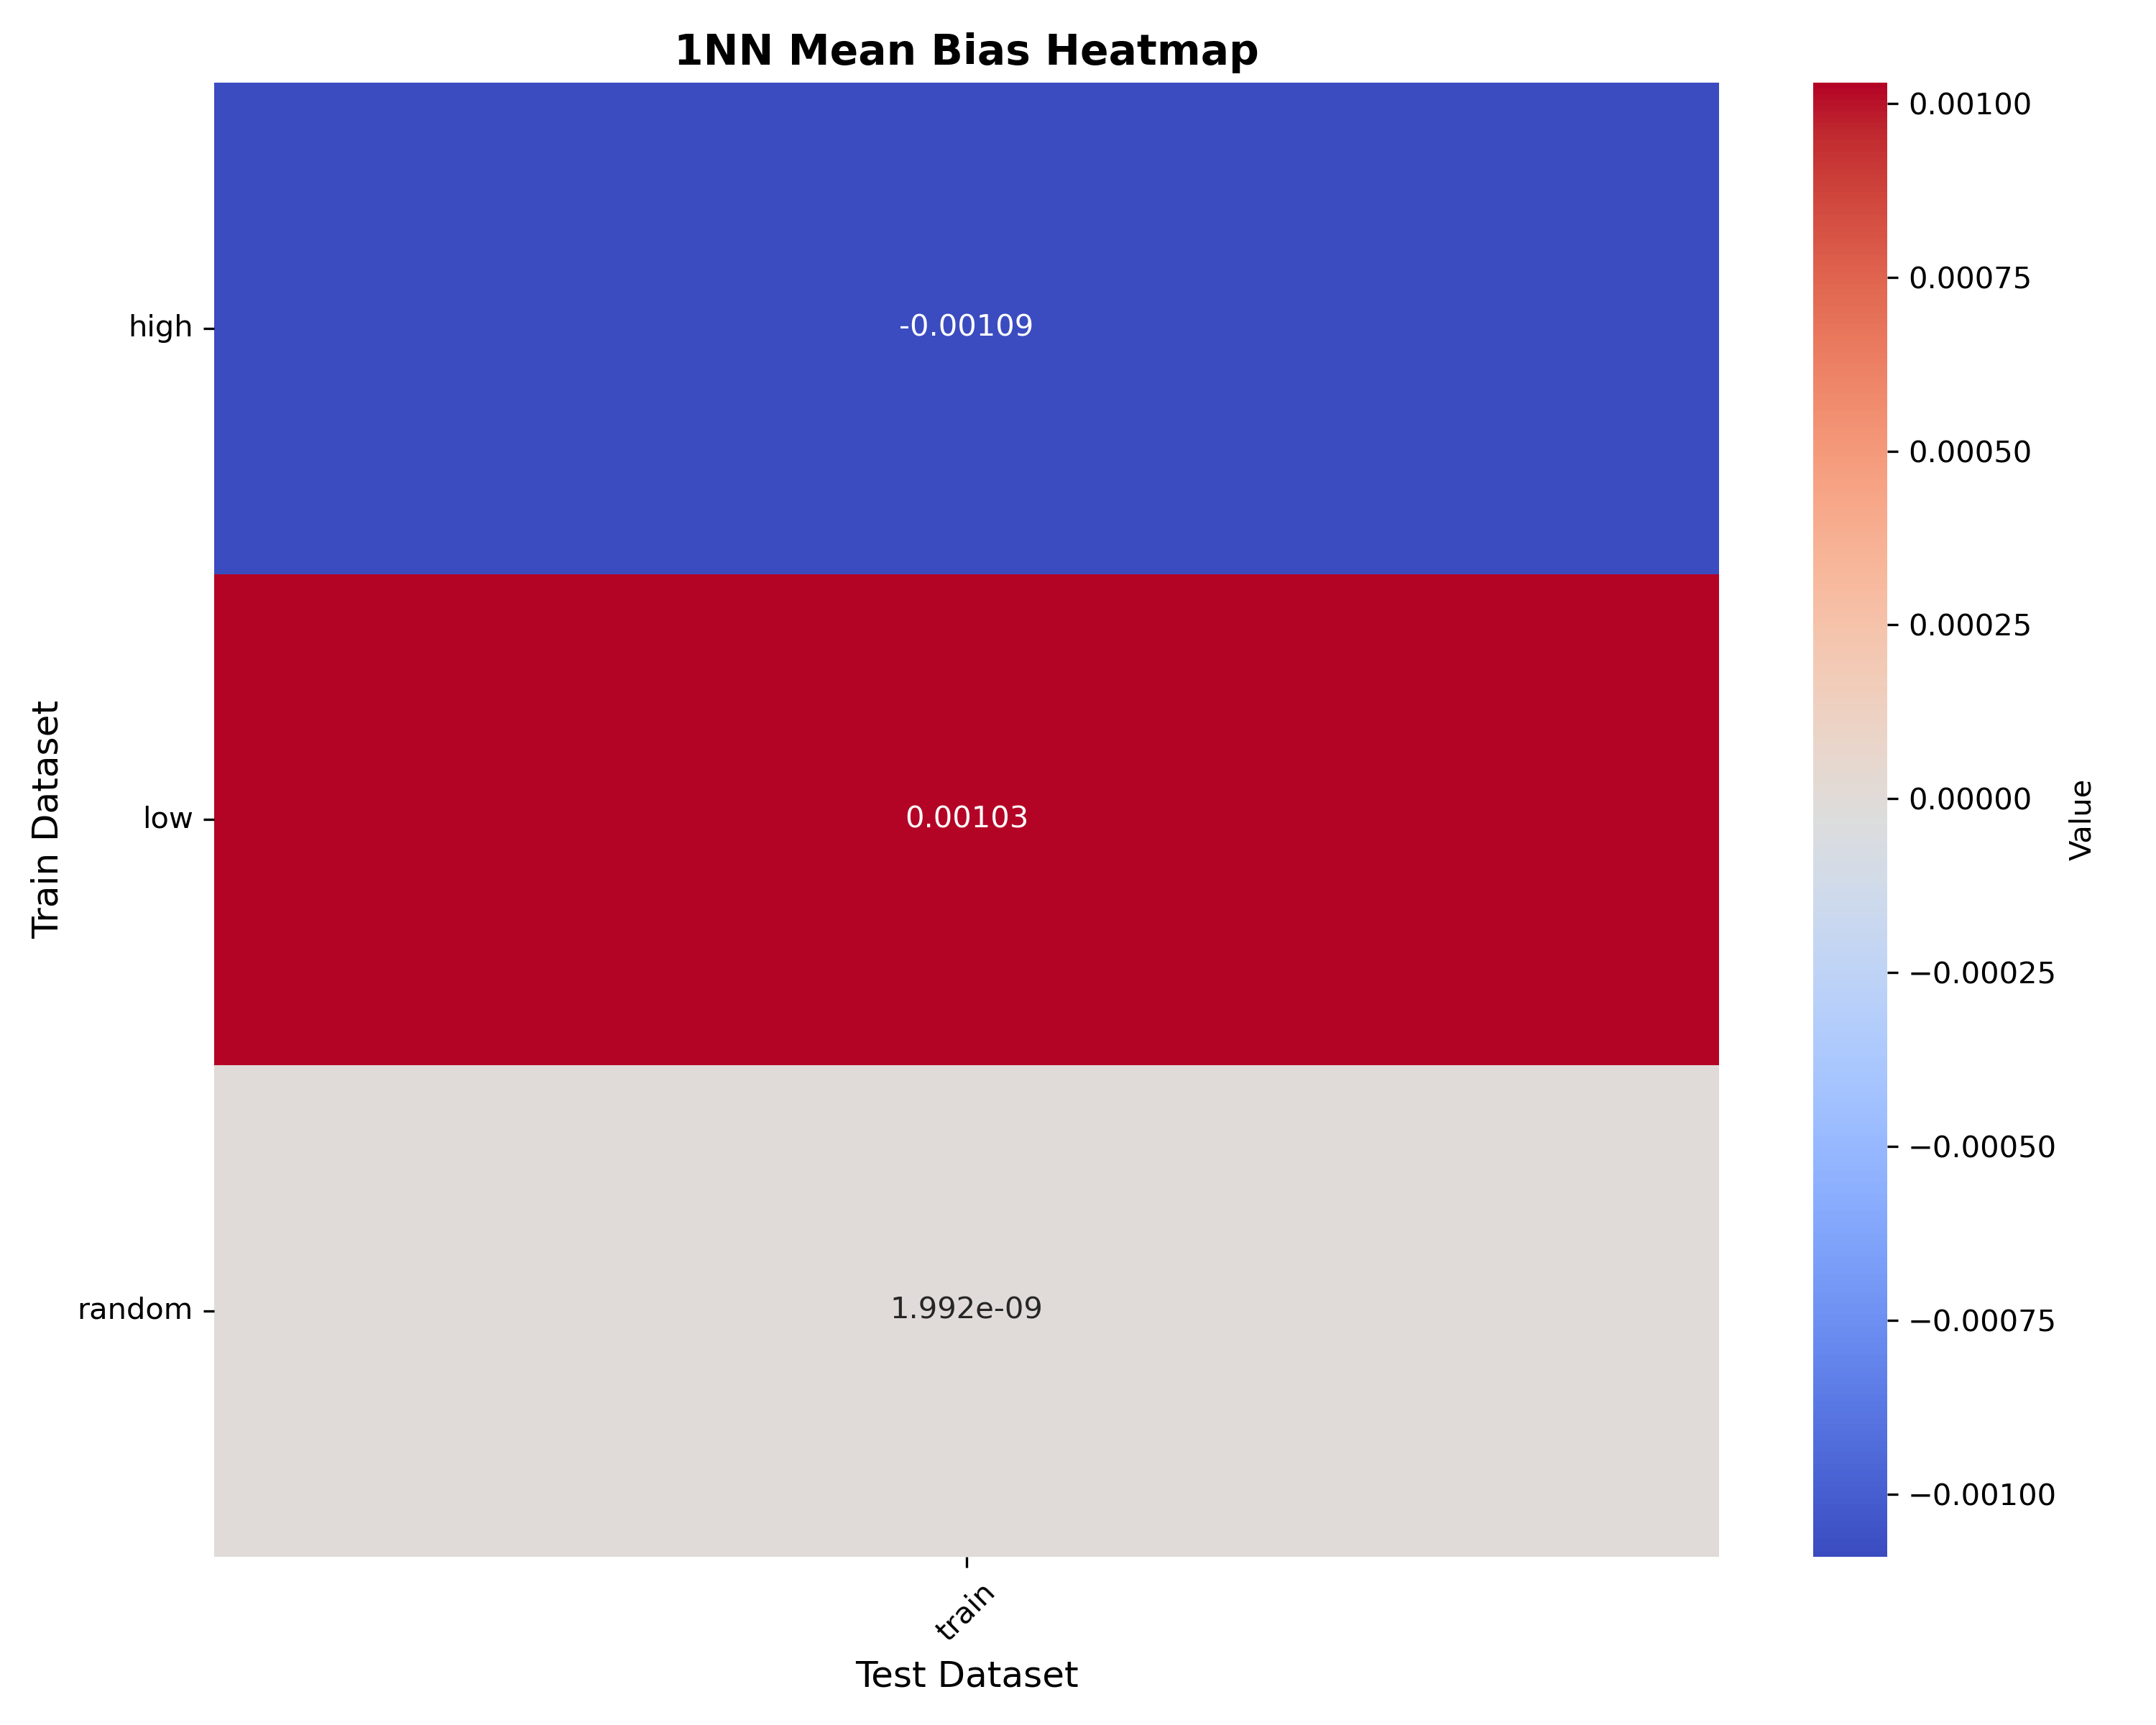 1NN Mean Bias Heatmap
Train Dataset
high
-0.00109
low
0.00103
random
1.992e-09
train
Test Dataset
0.00100
0.00075
0.00050
0.00025
0.00000
−0.00025
−0.00050
−0.00075
−0.00100
Value